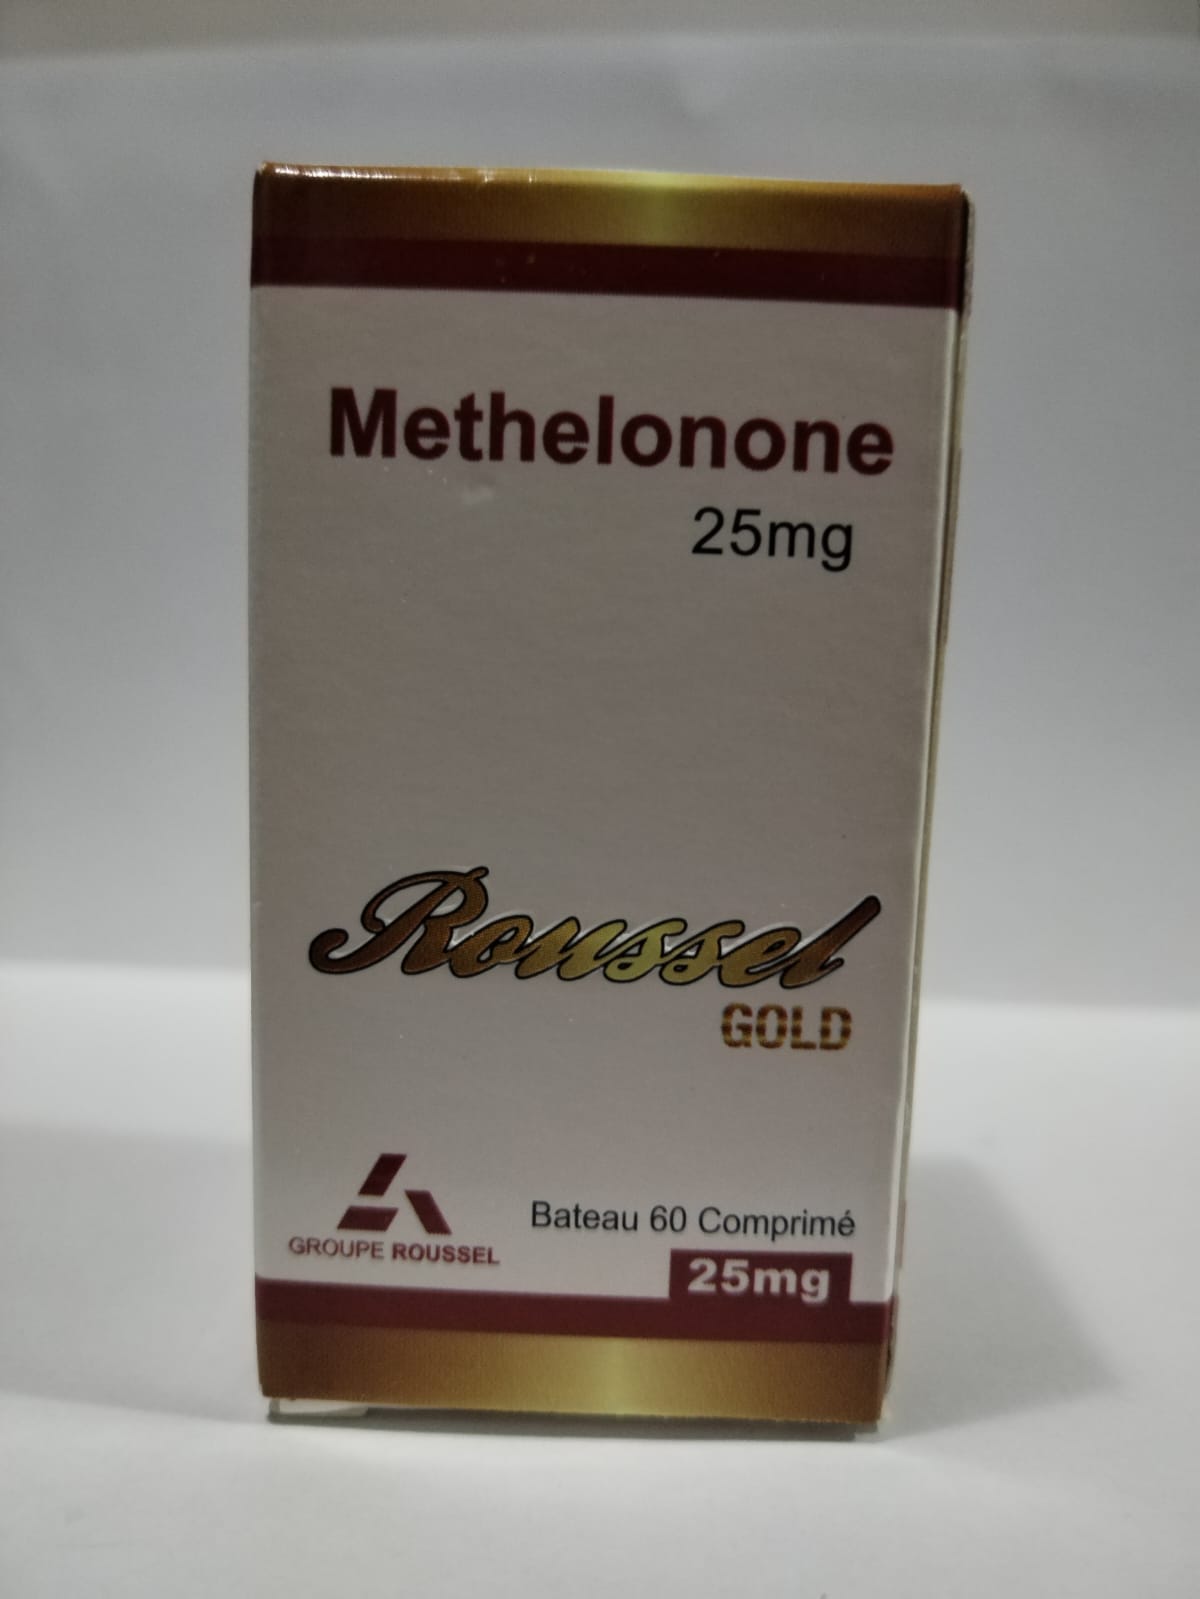 Methelonone
25mg
Roussel
GOLD
GROUPE ROUSSEL
Bateau 60 Comprimé
25mg